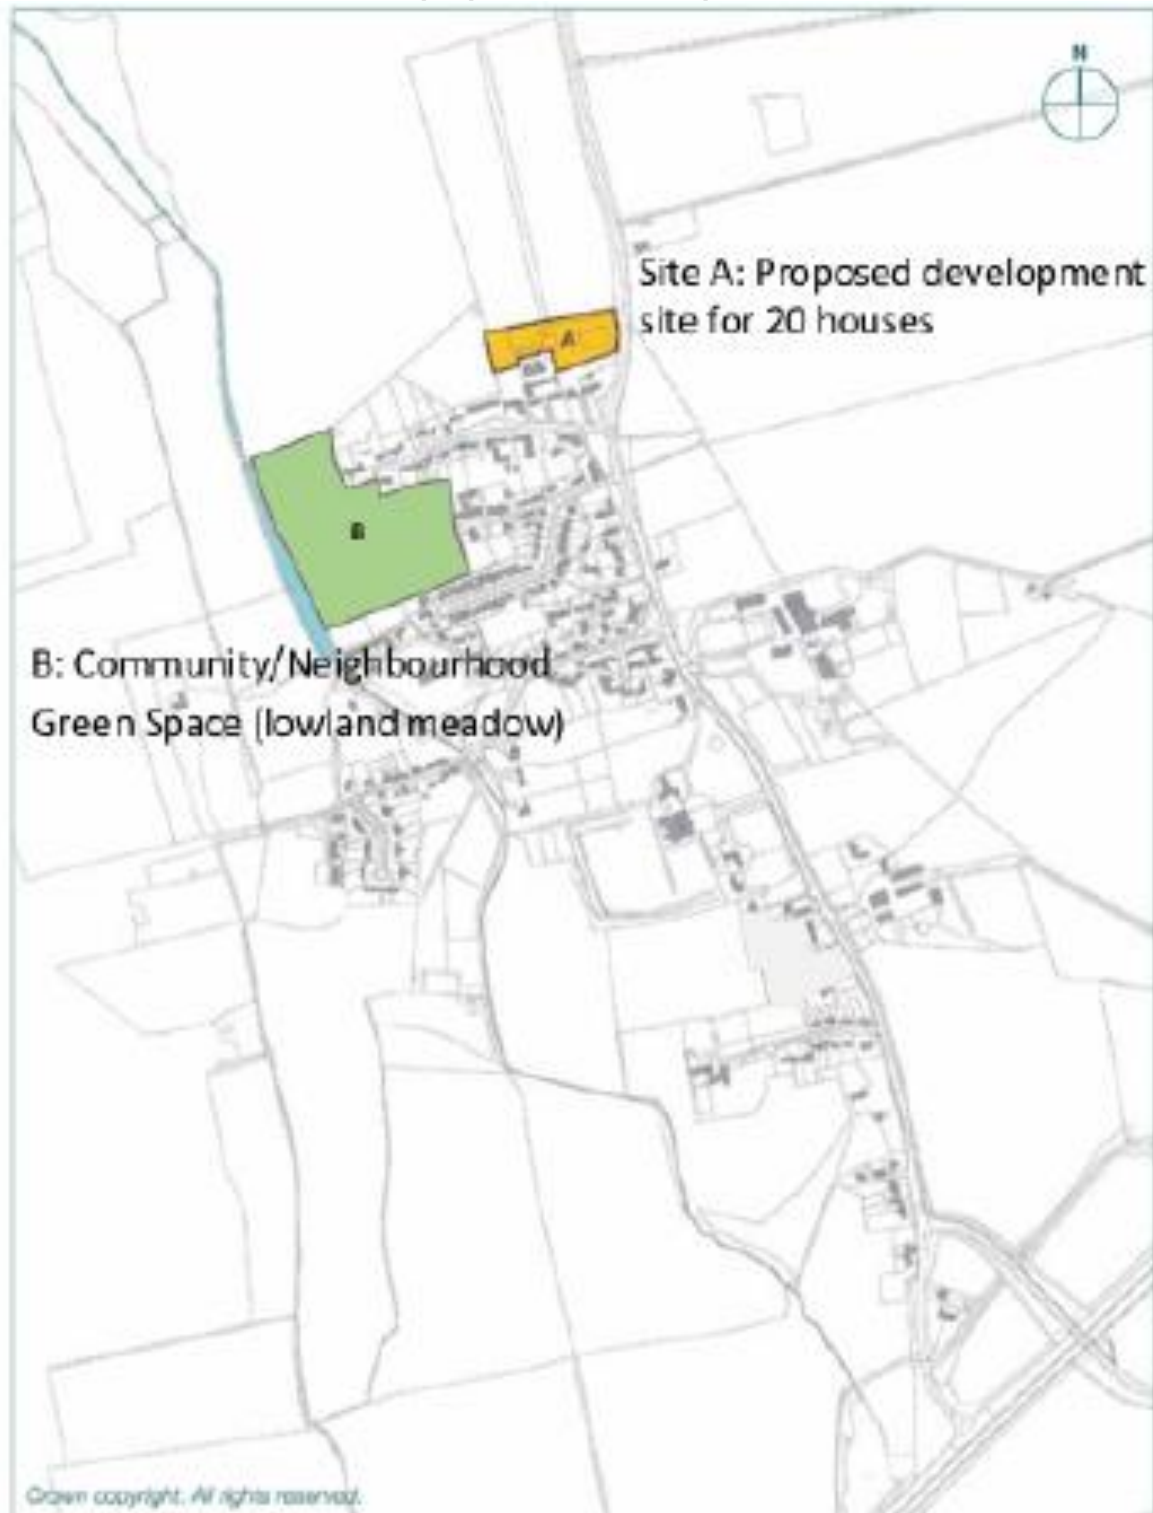 N
Site A: Proposed development
site for 20 houses
A
B
B: Community/Neighbourhood
Green Space (lowland meadow)
Crown copyright. All rights reserved.